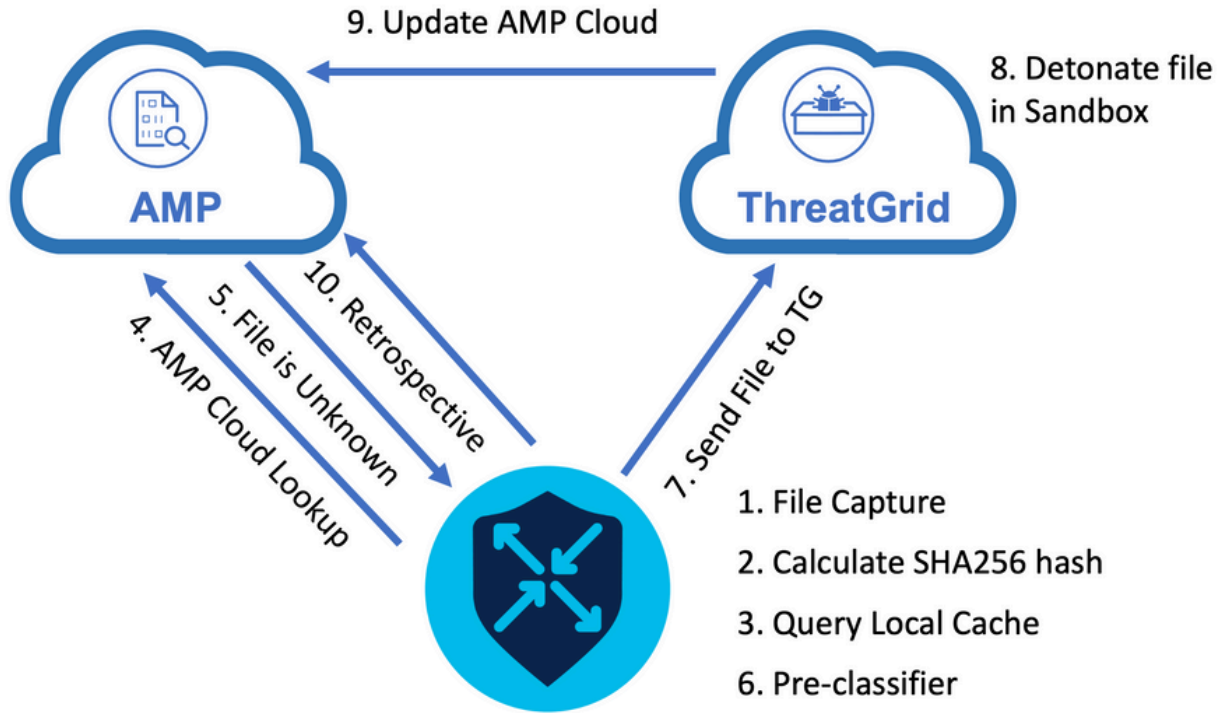 9. Update AMP Cloud
8. Detonate file
in Sandbox
AMP
ThreatGrid
4. AMP Cloud Lookup
5. File is Unknown
10. Retrospective
7. Send File to TG
1. File Capture
2. Calculate SHA256 hash
3. Query Local Cache
6. Pre-classifier